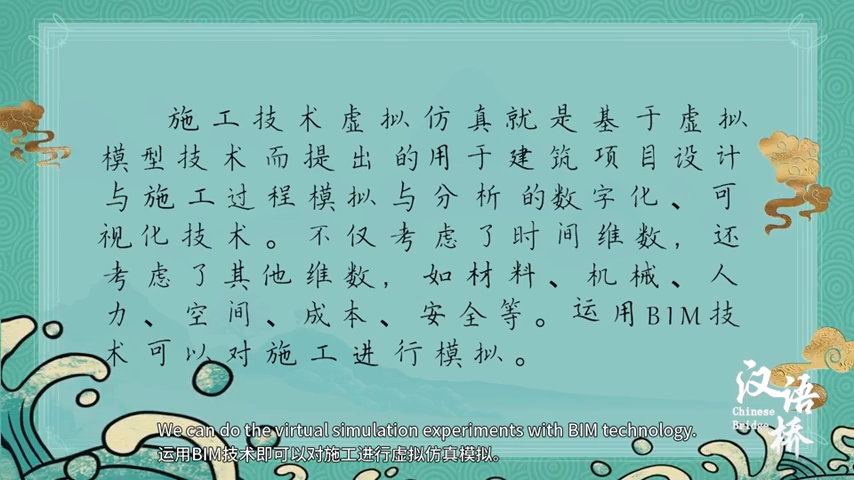 施工技术虚拟仿真就是基于虚拟
模型技术而提出的用于建筑项目设计
与施工过程模拟与分析的数字化、可
视化技术。不仅考虑了时间维数，还
考虑了其他维数，如材料、机械、人
力、空间、成本、安全等。运用BIM技
术可以对施工进行模拟。
汉语桥
Chinese
Bridge
We can do the virtual simulation experiments with BIM technology.
运用BIM技术即可以对施工进行虚拟仿真模拟。